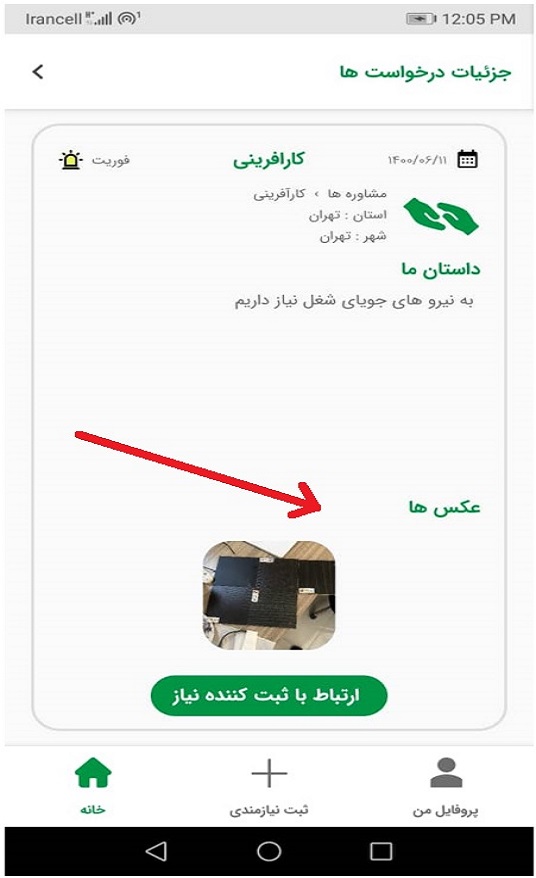 Irancell 12:05 PM
جزئیات درخواست ها
۱۴۰۰/۰۶/۱۱ کارافرینی فوریت
مشاوره ها › کارآفرینی
استان : تهران
شهر : تهران
داستان ما
به نیرو های جویای شغل نیاز داریم
عکس ها
ارتباط با ثبت کننده نیاز
پروفایل من ثبت نیازمندی خانه